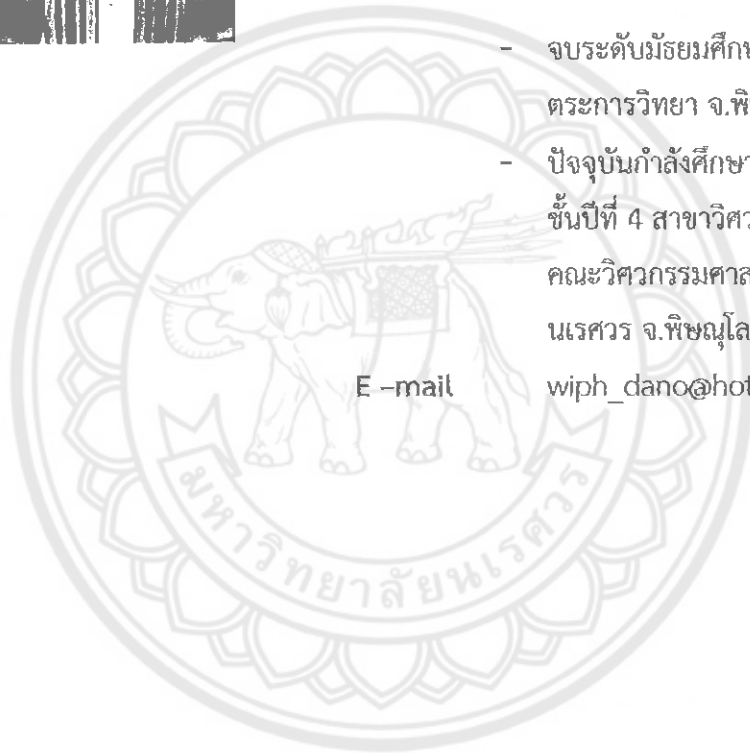 - จบระดับมัธยมศึกษ
ตระการวิทยา จ.พิ
- ปัจจุบันกำลังศึกษา
ชั้นปีที่ 4 สาขาวิศว
คณะวิศวกรรมศาส
นเรศวร จ.พิษณุโล
E –mail wiph_dano@hot
มหาวิทยาลัยนเรศวร